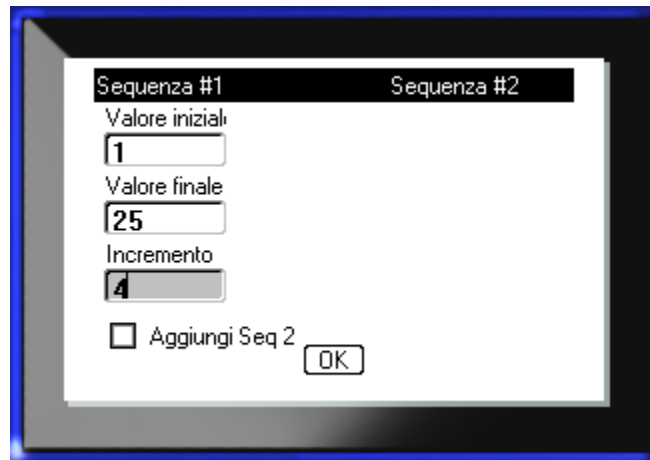 Sequenza #1 Sequenza #2
Valore iniziale
1
Valore finale
25
Incremento
4
Aggiungi Seq 2
OK